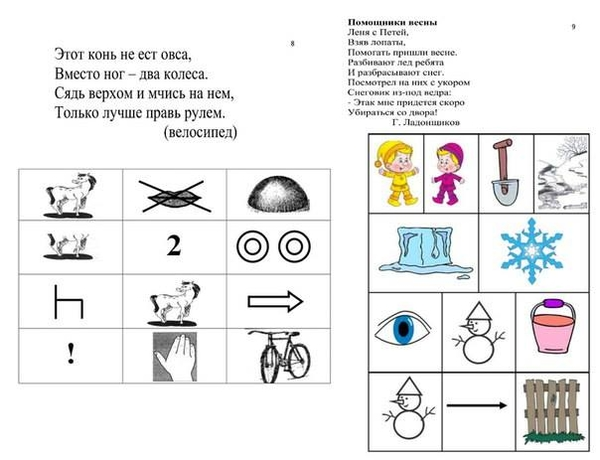 8
Этот конь не ест овса,
Вместо ног – два колеса.
Сядь верхом и мчись на нем,
Только лучше правь рулем.
(велосипед)
2
!
9
Помощники весны
Леня с Петей,
Взяв лопаты,
Помогать пришли весне.
Разбивают лед ребята
И разбрасывают снег.
Посмотрел на них с укором
Снеговик из-под ведра:
- Этак мне придется скоро
Убираться со двора!
Г. Ладонщиков